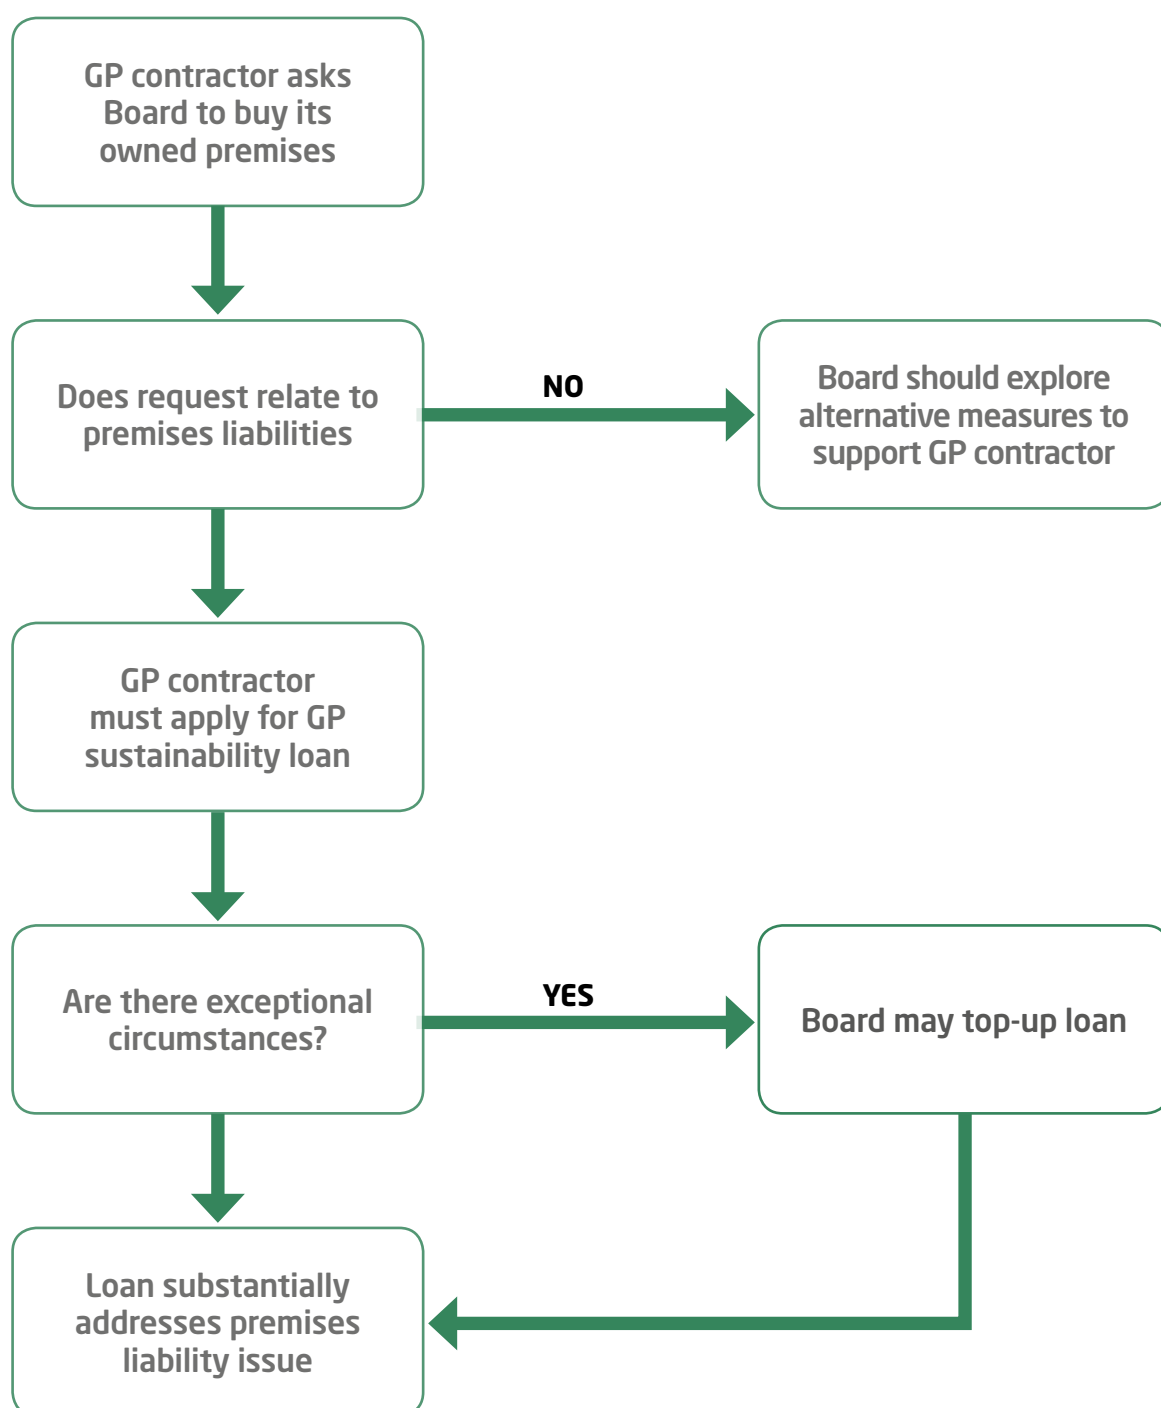 GP contractor asks
Board to buy its
owned premises
Does request relate to
premises liabilities
NO
Board should explore
alternative measures to
support GP contractor
GP contractor
must apply for GP
sustainability loan
Are there exceptional
circumstances?
YES
Board may top-up loan
Loan substantially
addresses premises
liability issue